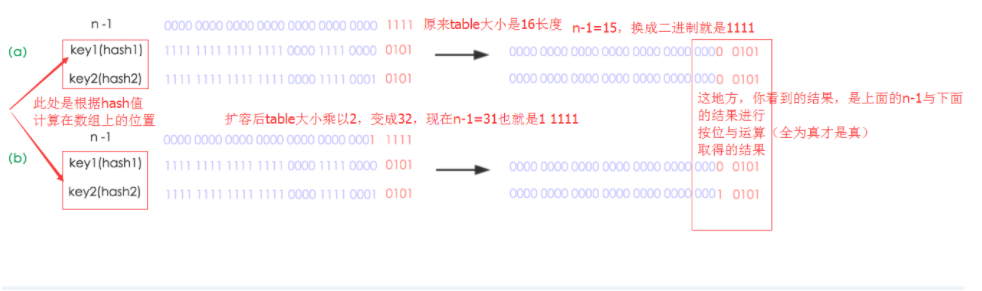 n -1 0000 0000 0000 0000 0000 0000 0000 1111 原来table大小是16长度 n-1=15，换成二进制就是1111
(a) key1(hash1) 1111 1111 1111 1111 0000 1111 0000 0101 0000 0000 0000 0000 0000 0000 0000 0101
key2(hash2) 1111 1111 1111 1111 0000 1111 0001 0101 0000 0000 0000 0000 0000 0000 0000 0101
此处是根据hash值
计算在数组上的位置
这地方，你看到的结果，是上面的n-1与下面
的结果进行
按位与运算（全为真才是真）
取得的结果
扩容后table大小乘以2，变成32，现在n-1=31也就是1 1111
n -1 0000 0000 0000 0000 0000 0000 0001 1111
(b) key1(hash1) 1111 1111 1111 1111 0000 1111 0000 0101 0000 0000 0000 0000 0000 0000 0000 0101
key2(hash2) 1111 1111 1111 1111 0000 1111 0001 0101 0000 0000 0000 0000 0000 0000 0001 0101